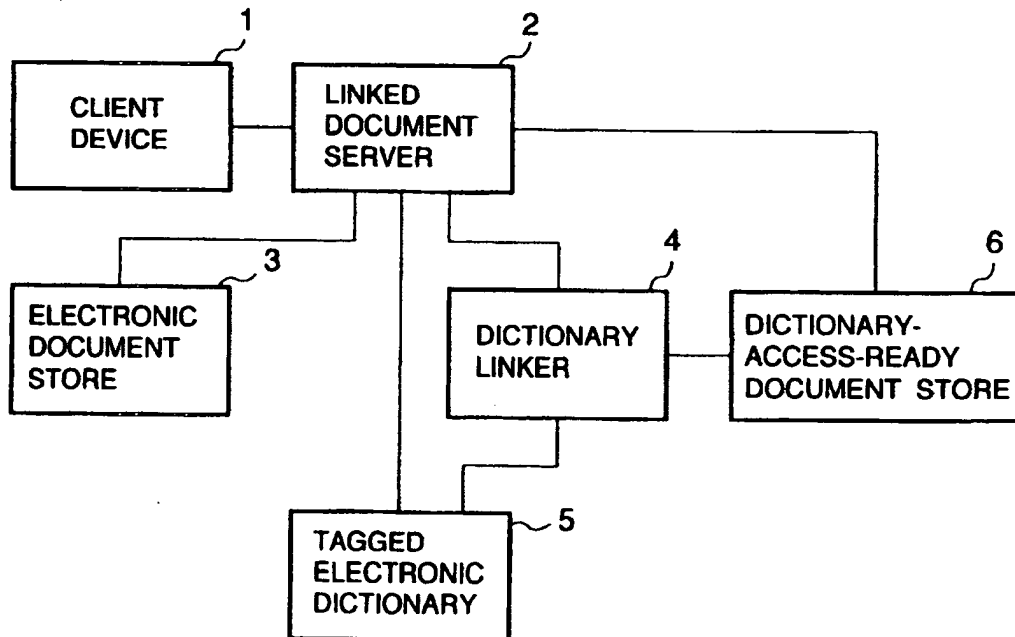 1
CLIENT
DEVICE
2
LINKED
DOCUMENT
SERVER
3
ELECTRONIC
DOCUMENT
STORE
4
DICTIONARY
LINKER
6
DICTIONARY-
ACCESS-READY
DOCUMENT STORE
5
TAGGED
ELECTRONIC
DICTIONARY